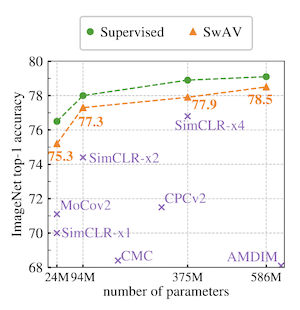 Supervised SwAV
80
78
76
74
72
70
68
ImageNet top-1 accuracy
75.3
77.3
77.9
78.5
SimCLR-x4
SimCLR-x2
MoCov2
CPCv2
SimCLR-x1
CMC
AMDIM
24M 94M 375M 586M
number of parameters